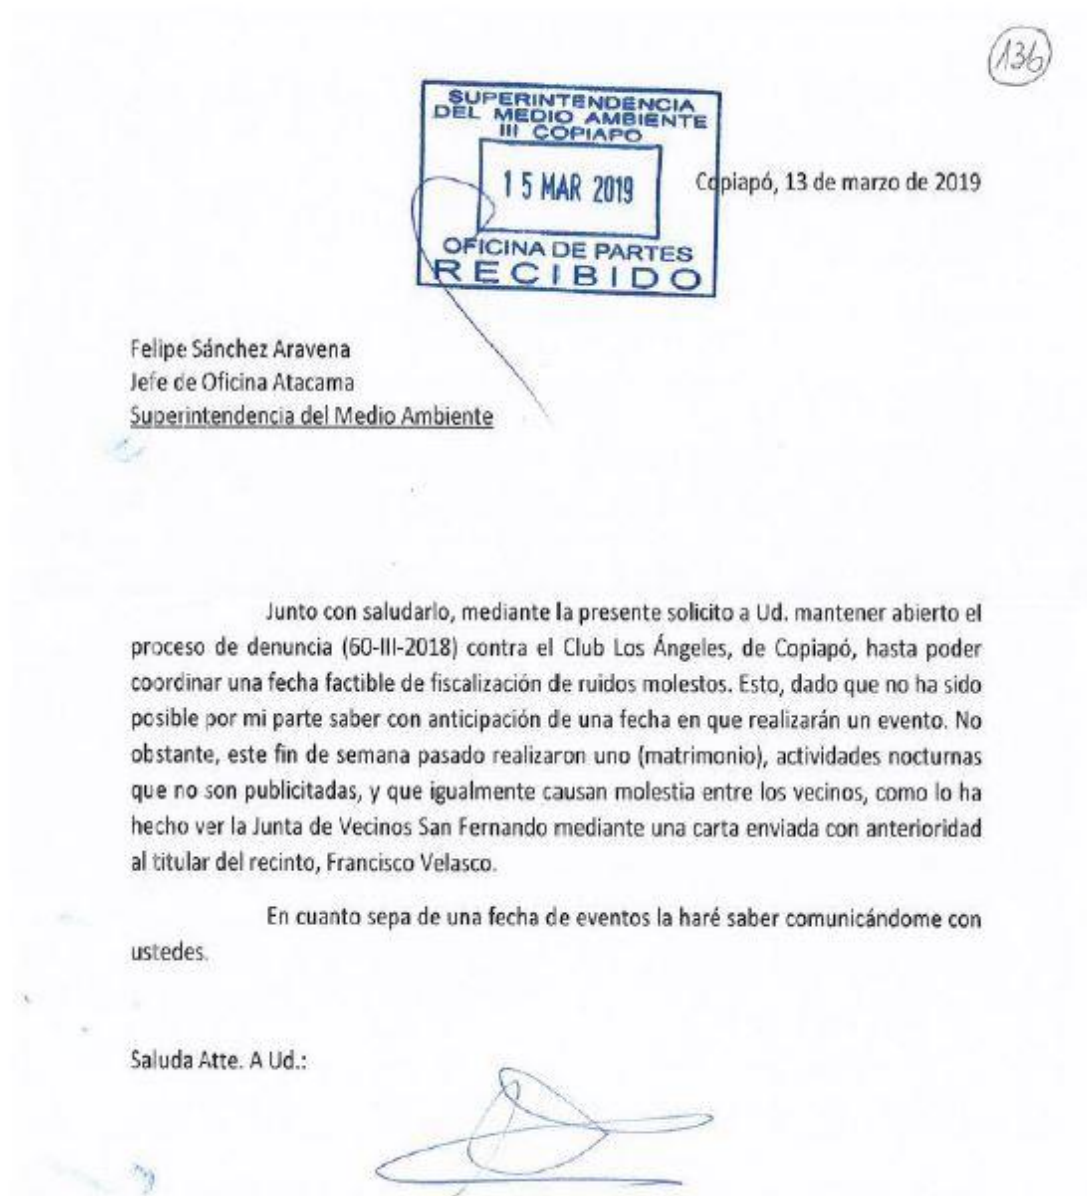 136
SUPERINTENDENCIA
DEL MEDIO AMBIENTE
III COPIAPO
15 MAR 2019
OFICINA DE PARTES
RECIBIDO
Copiapó, 13 de marzo de 2019
Felipe Sánchez Aravena
Jefe de Oficina Atacama
Superintendencia del Medio Ambiente
Junto con saludarlo, mediante la presente solicito a Ud. mantener abierto el
proceso de denuncia (60-III-2018) contra el Club Los Ángeles, de Copiapó, hasta poder
coordinar una fecha factible de fiscalización de ruidos molestos. Esto, dado que no ha sido
posible por mi parte saber con anticipación de una fecha en que realizarán un evento. No
obstante, este fin de semana pasado realizaron uno (matrimonio), actividades nocturnas
que no son publicitadas, y que igualmente causan molestia entre los vecinos, como lo ha
hecho ver la Junta de Vecinos San Fernando mediante una carta enviada con anterioridad
al titular del recinto, Francisco Velasco.
En cuanto sepa de una fecha de eventos la haré saber comunicándome con
ustedes.
Saluda Atte. A Ud.: